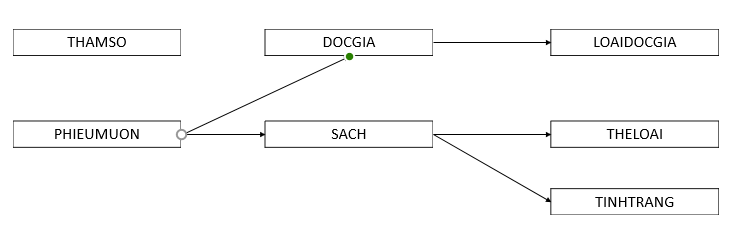 THAMSO
DOCGIA
LOAIDOCGIA
PHIEUMUON
SACH
THELOAI
TINHTRANG